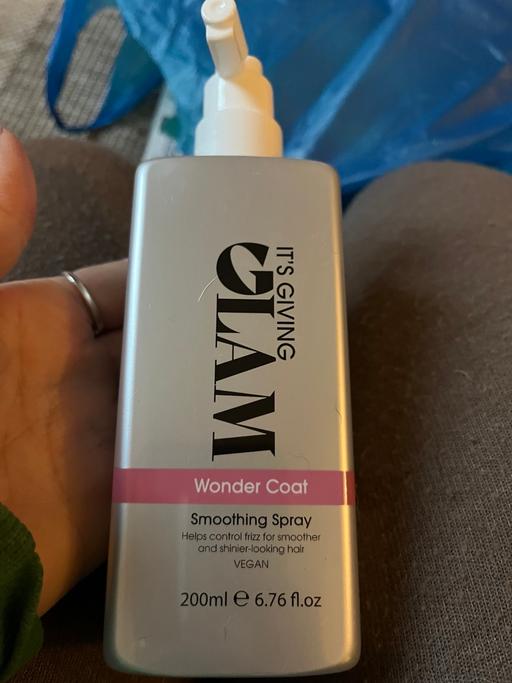 IT'S GIVING
GLAM
Wonder Coat
Smoothing Spray
Helps control frizz for smoother
and shinier-looking hair
VEGAN
200ml ℮ 6.76 fl.oz